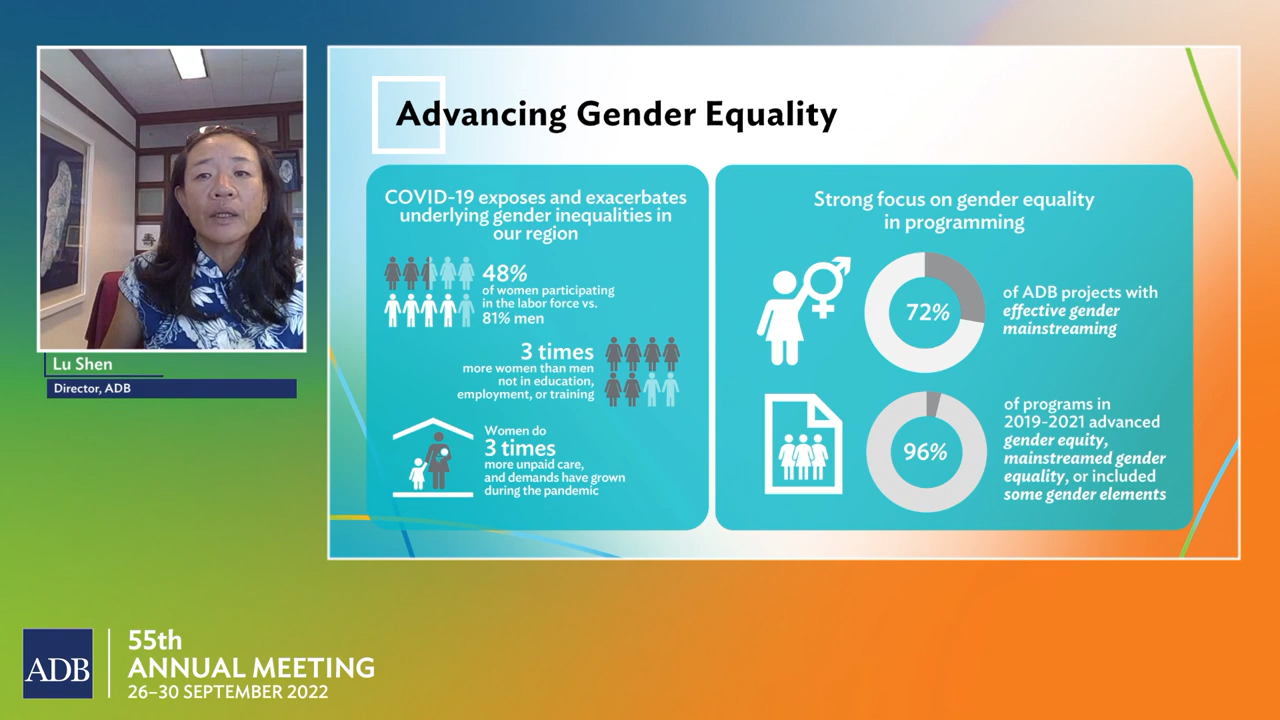 Advancing Gender Equality
COVID-19 exposes and exacerbates
underlying gender inequalities in
our region
48%
of women participating
in the labor force vs.
81% men
3 times
more women than men
not in education,
employment, or training
Women do
3 times
more unpaid care,
and demands have grown
during the pandemic
Strong focus on gender equality
in programming
72%
of ADB projects with
effective gender
mainstreaming
96%
of programs in
2019-2021 advanced
gender equity,
mainstreamed gender
equality, or included
some gender elements
Lu Shen
Director, ADB
ADB
55th
ANNUAL MEETING
26–30 SEPTEMBER 2022